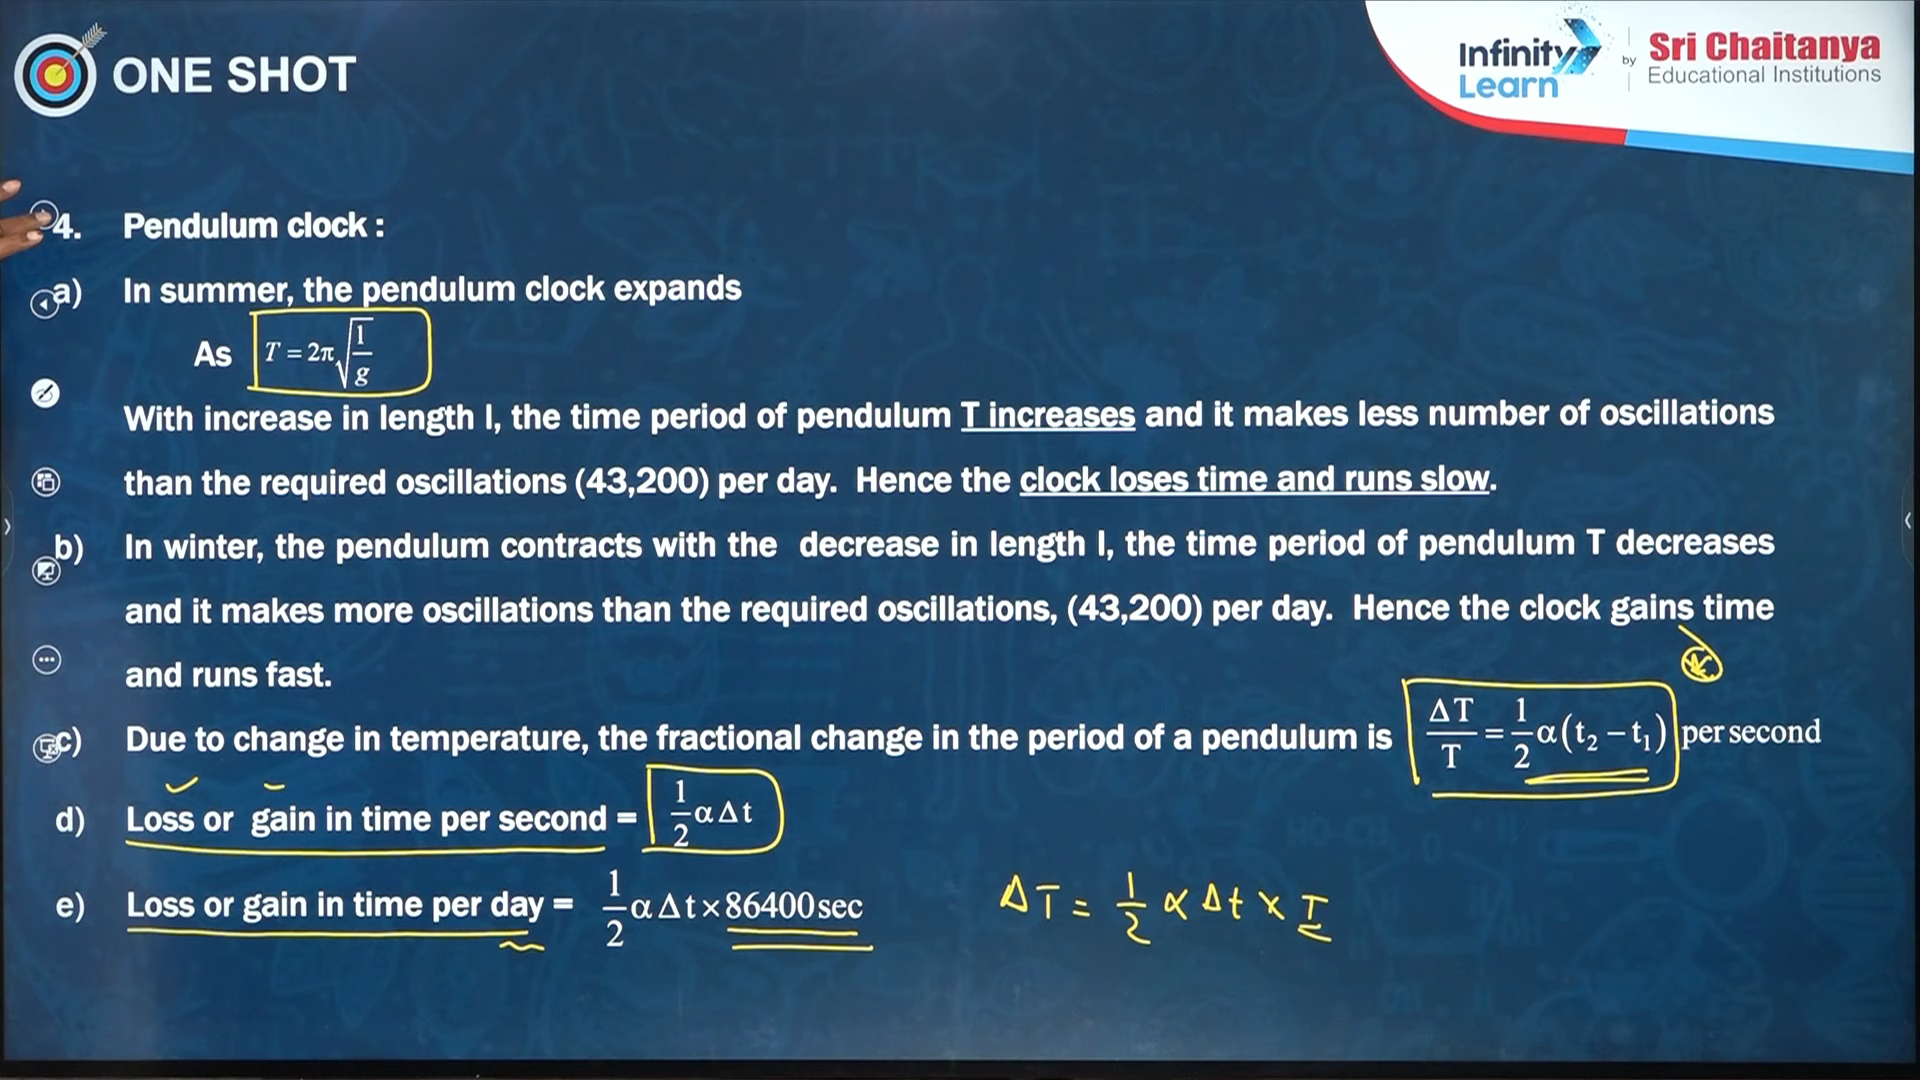 ONE SHOT
Infinity Learn by Sri Chaitanya Educational Institutions
4. Pendulum clock :
a) In summer, the pendulum clock expands
As T = 2π√(l/g)
With increase in length l, the time period of pendulum T increases and it makes less number of oscillations
than the required oscillations (43,200) per day. Hence the clock loses time and runs slow.
b) In winter, the pendulum contracts with the decrease in length l, the time period of pendulum T decreases
and it makes more oscillations than the required oscillations, (43,200) per day. Hence the clock gains time
and runs fast.
c) Due to change in temperature, the fractional change in the period of a pendulum is ΔT/T = 1/2 α(t₂ − t₁) per second
d) Loss or gain in time per second = 1/2 α Δt
e) Loss or gain in time per day = 1/2 α Δt × 86400 sec
ΔT = 1/2 α Δt × T